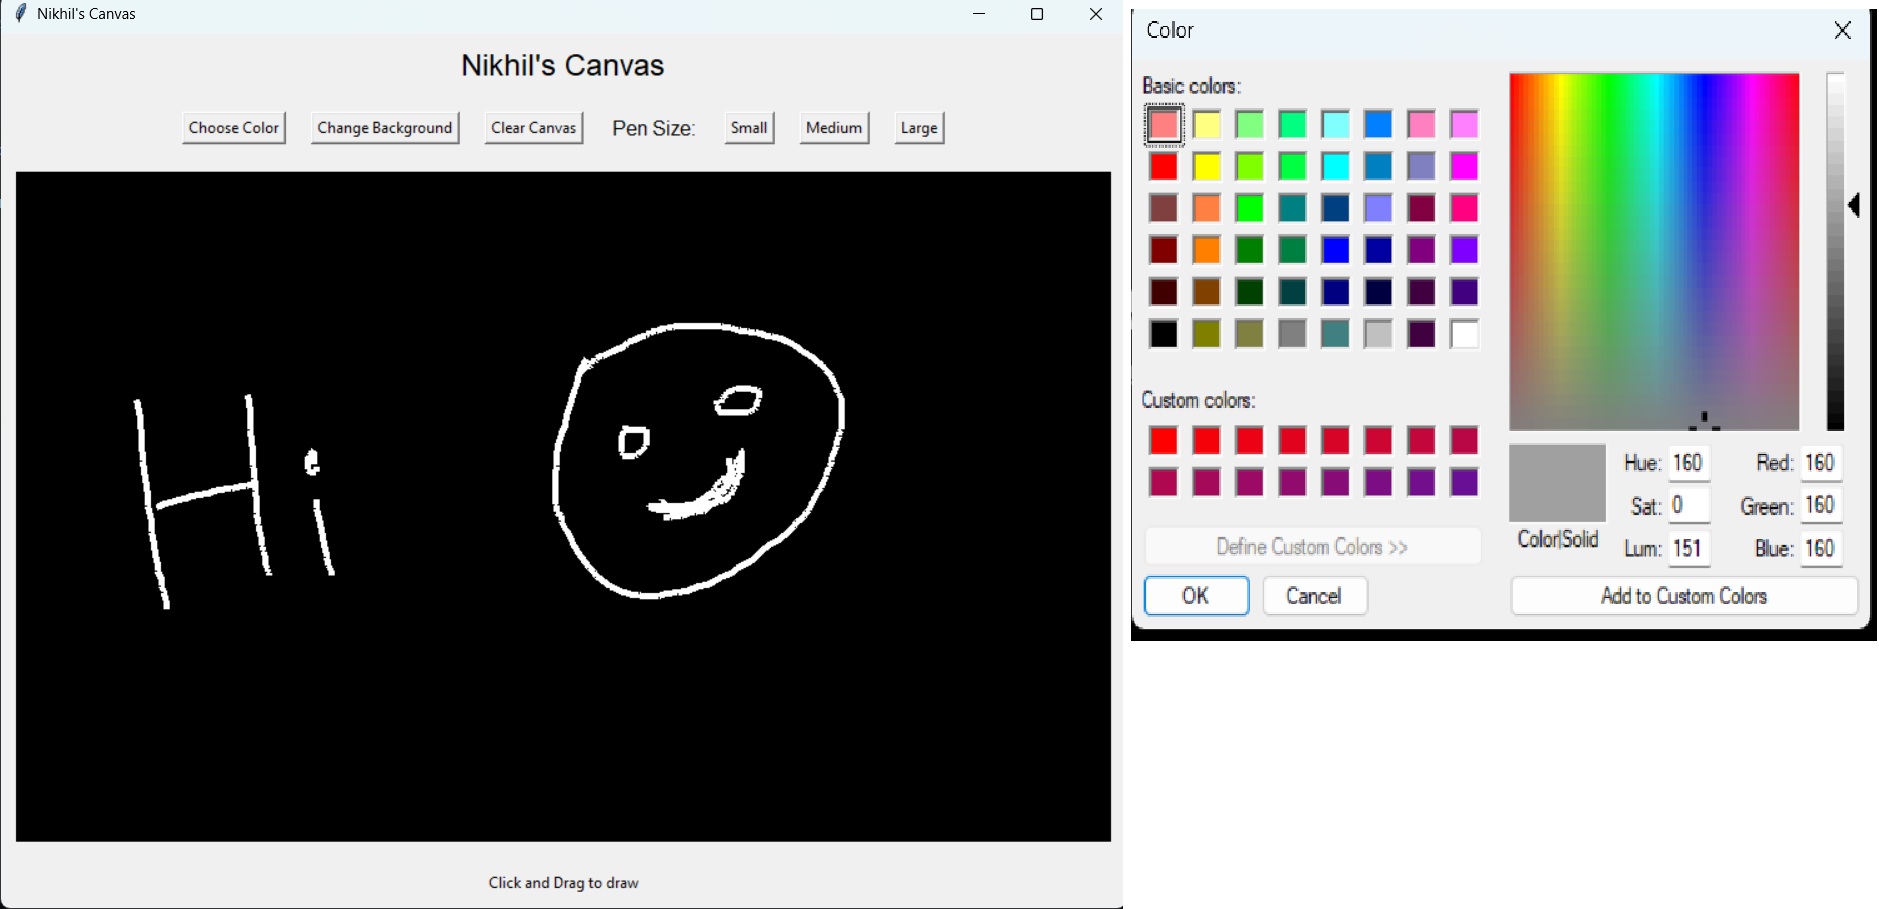 Nikhil's Canvas
Nikhil's Canvas
Choose Color Change Background Clear Canvas Pen Size: Small Medium Large
Hi
Click and Drag to draw
Color
Basic colors:
Custom colors:
Define Custom Colors >>
OK Cancel
Color|Solid
Hue: 160 Red: 160
Sat: 0 Green: 160
Lum: 151 Blue: 160
Add to Custom Colors